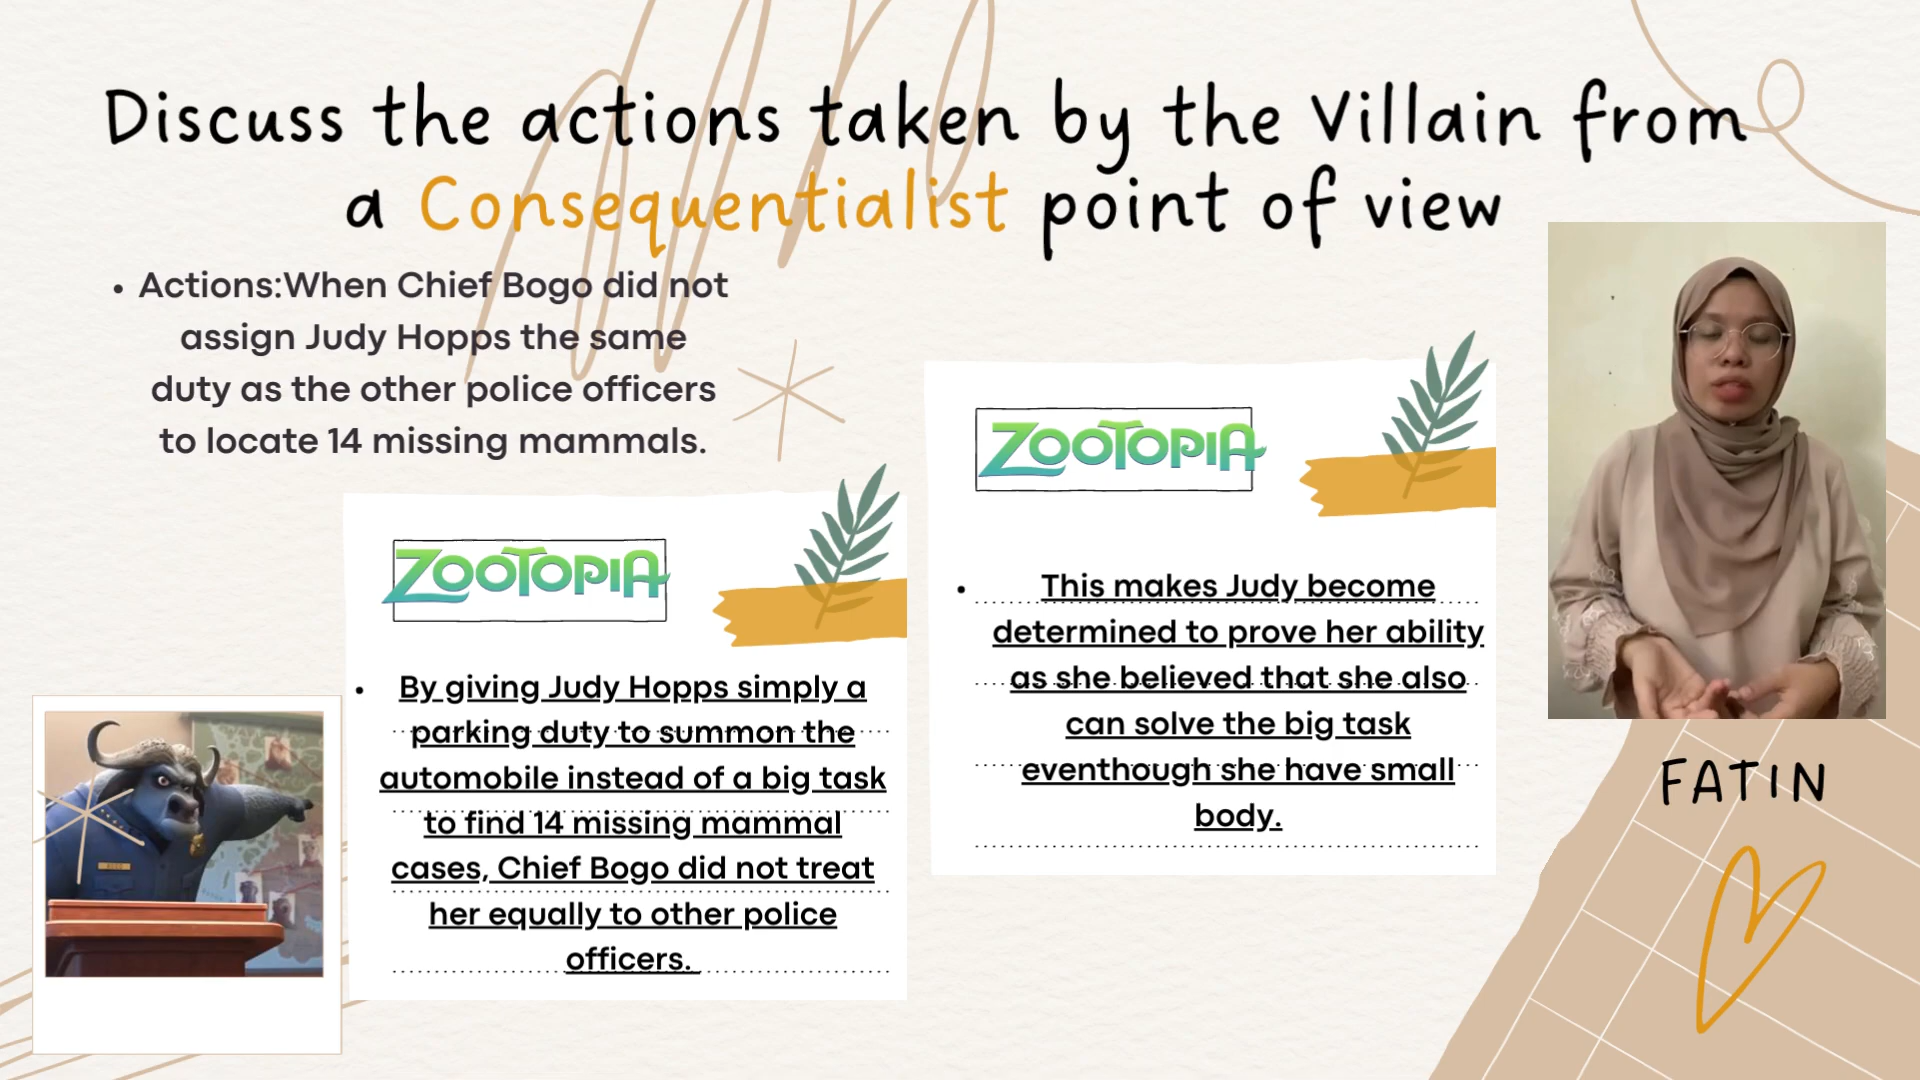 Discuss the actions taken by the Villain from
a Consequentialist point of view
• Actions:When Chief Bogo did not
assign Judy Hopps the same
duty as the other police officers
to locate 14 missing mammals.
ZOOTOPIA
• By giving Judy Hopps simply a
parking duty to summon the
automobile instead of a big task
to find 14 missing mammal
cases, Chief Bogo did not treat
her equally to other police
officers.
ZOOTOPIA
• This makes Judy become
determined to prove her ability
as she believed that she also
can solve the big task
eventhough she have small
body.
BOGO
FATIN